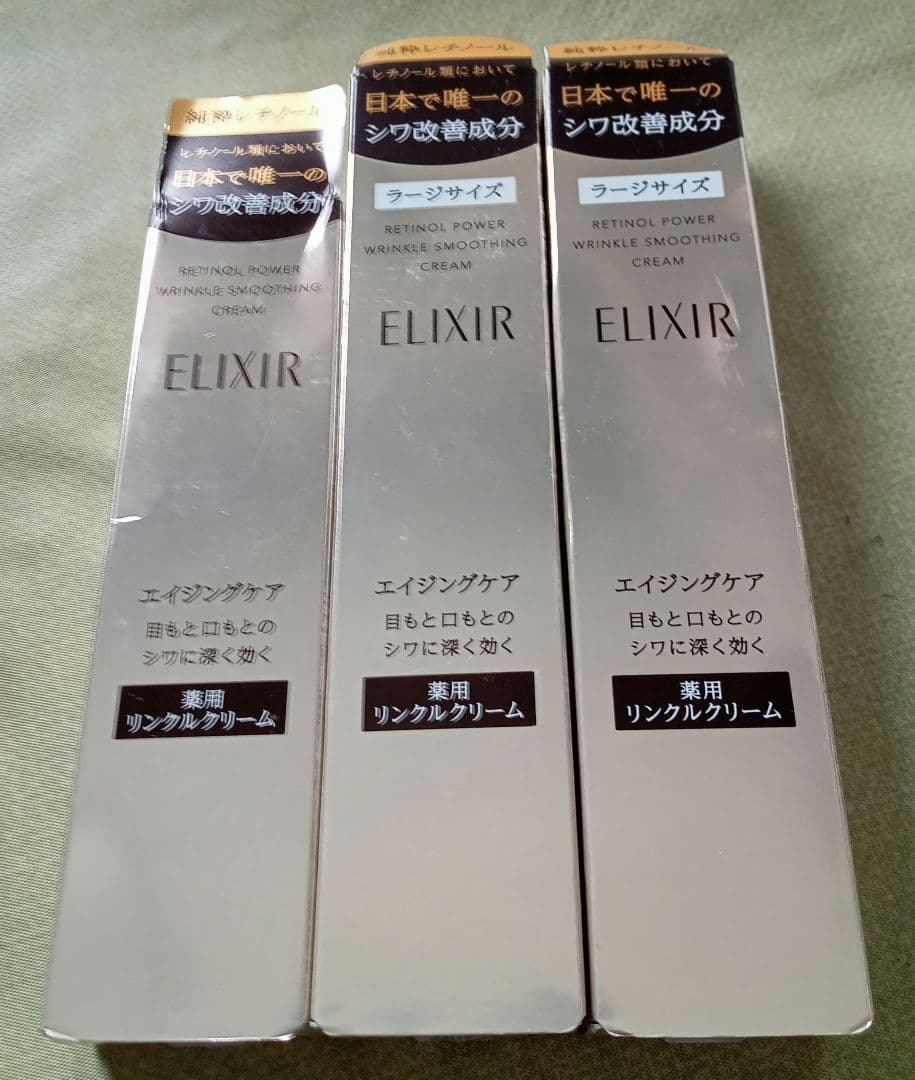 純粋レチノール
レチノール類において
日本で唯一の
シワ改善成分
RETINOL POWER
WRINKLE SMOOTHING
CREAM
ELIXIR
エイジングケア
目もと口もとの
シワに深く効く
薬用
リンクルクリーム
純粋レチノール
レチノール類において
日本で唯一の
シワ改善成分
ラージサイズ
RETINOL POWER
WRINKLE SMOOTHING
CREAM
ELIXIR
エイジングケア
目もと口もとの
シワに深く効く
薬用
リンクルクリーム
純粋レチノール
レチノール類において
日本で唯一の
シワ改善成分
ラージサイズ
RETINOL POWER
WRINKLE SMOOTHING
CREAM
ELIXIR
エイジングケア
目もと口もとの
シワに深く効く
薬用
リンクルクリーム